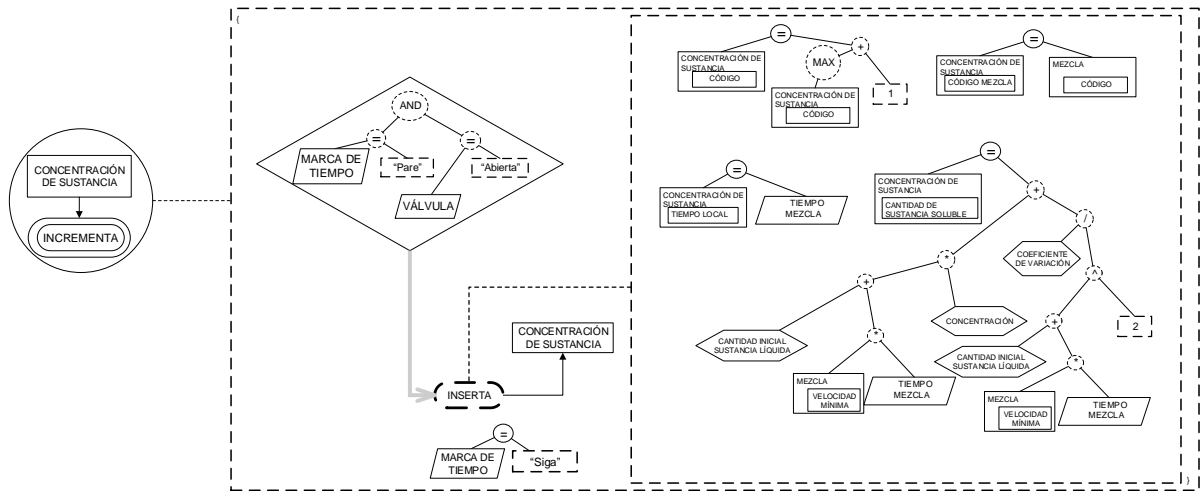 {
CONCENTRACIÓN
DE SUSTANCIA
INCREMENTA
AND
=
=
MARCA DE
TIEMPO
"Pare"
"Abierta"
VÁLVULA
CONCENTRACIÓN
DE SUSTANCIA
INSERTA
=
MARCA DE
TIEMPO
"Siga"
{
=
+
CONCENTRACIÓN DE
SUSTANCIA
CÓDIGO
MAX
CONCENTRACIÓN DE
SUSTANCIA
CÓDIGO
1
=
CONCENTRACIÓN DE
SUSTANCIA
CÓDIGO MEZCLA
MEZCLA
CÓDIGO
=
CONCENTRACIÓN DE
SUSTANCIA
TIEMPO LOCAL
TIEMPO
MEZCLA
=
CONCENTRACIÓN DE
SUSTANCIA
CANTIDAD DE
SUSTANCIA SOLUBLE
+
/
COEFICIENTE
DE VARIACIÓN
*
^
+
CONCENTRACIÓN
+
2
CANTIDAD INICIAL
SUSTANCIA LÍQUIDA
*
CANTIDAD INICIAL
SUSTANCIA LÍQUIDA
*
MEZCLA
VELOCIDAD
MÍNIMA
TIEMPO
MEZCLA
MEZCLA
VELOCIDAD
MÍNIMA
TIEMPO
MEZCLA
}
}